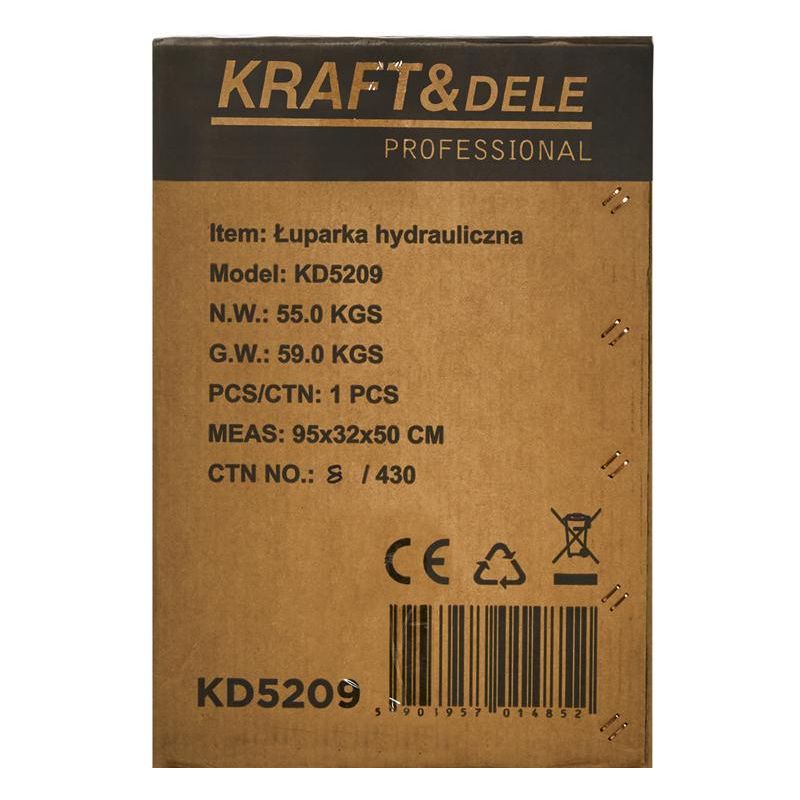 KRAFT&DELE
PROFESSIONAL
Item: Łuparka hydrauliczna
Model: KD5209
N.W.: 55.0 KGS
G.W.: 59.0 KGS
PCS/CTN: 1 PCS
MEAS: 95x32x50 CM
CTN NO.: 8 / 430
CE
KD5209
5 901957 014852